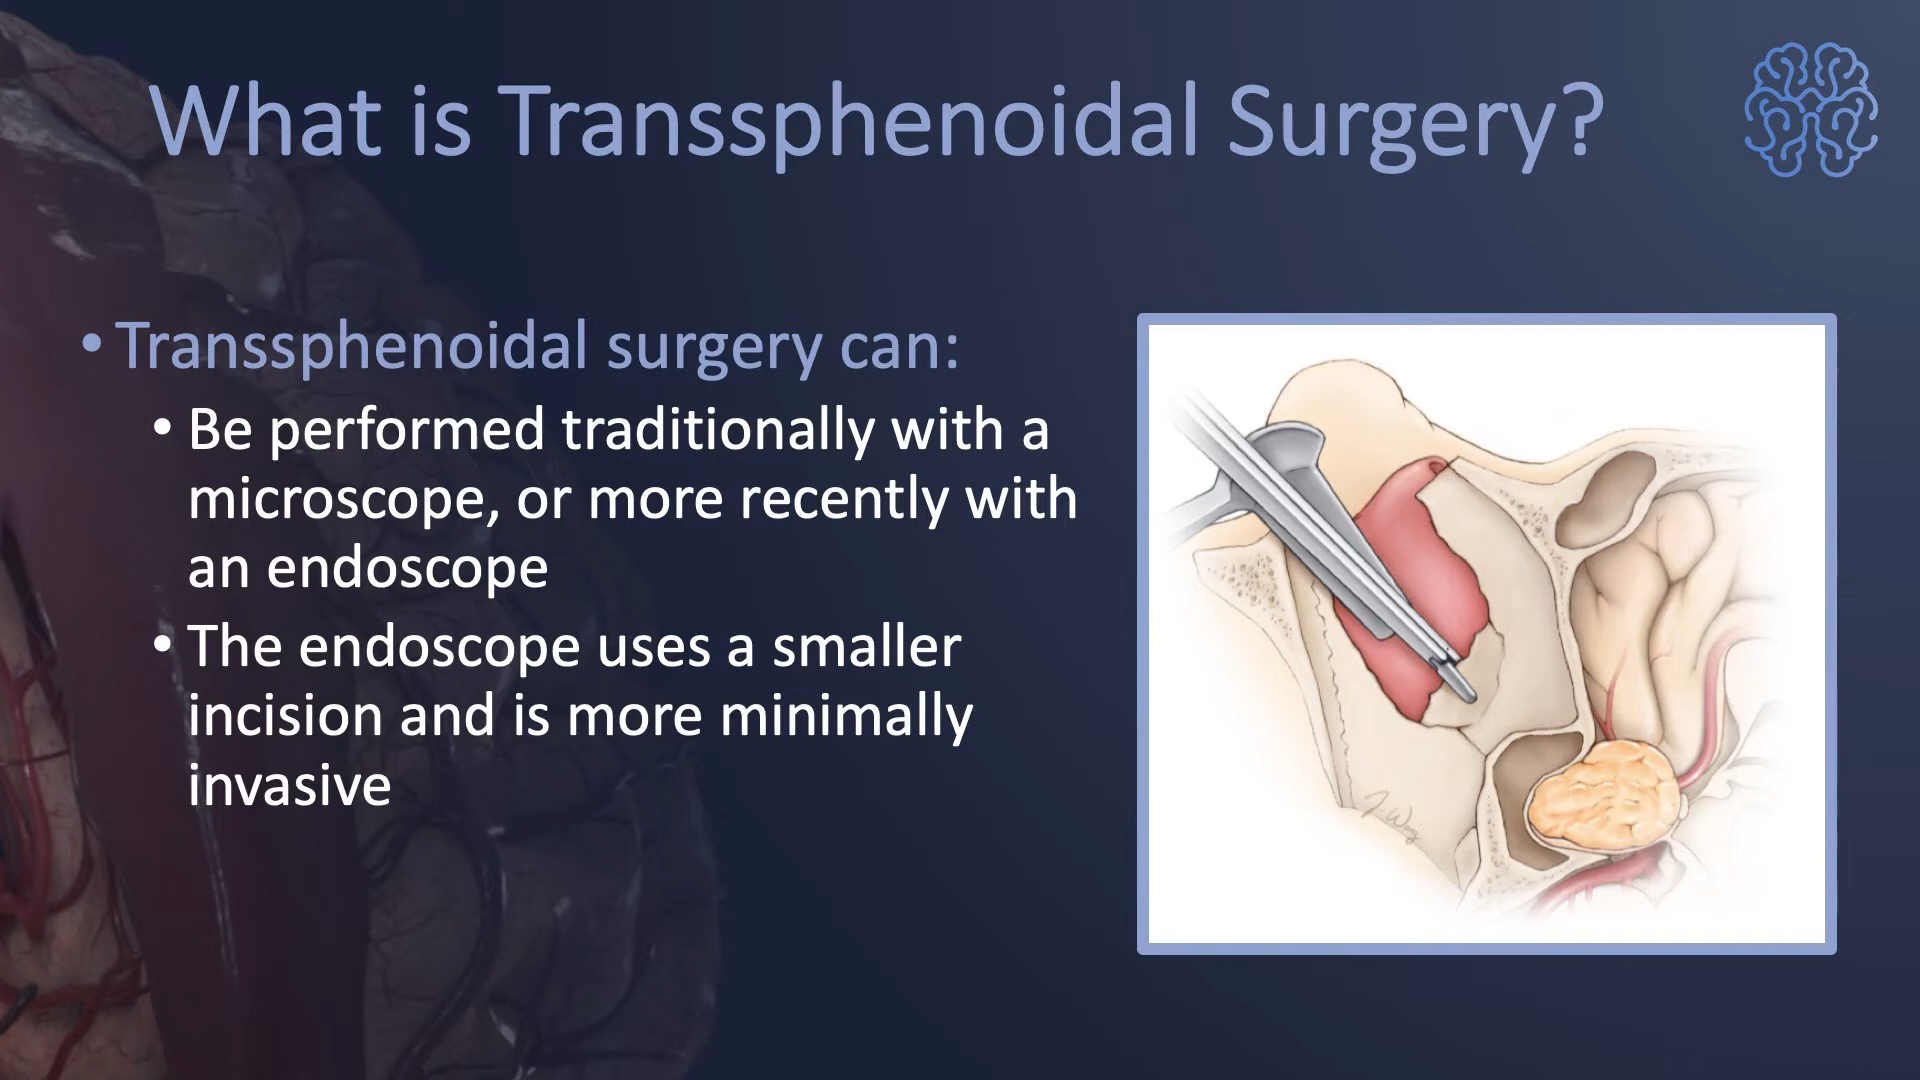 What is Transsphenoidal Surgery?
• Transsphenoidal surgery can:
• Be performed traditionally with a
microscope, or more recently with
an endoscope
• The endoscope uses a smaller
incision and is more minimally
invasive